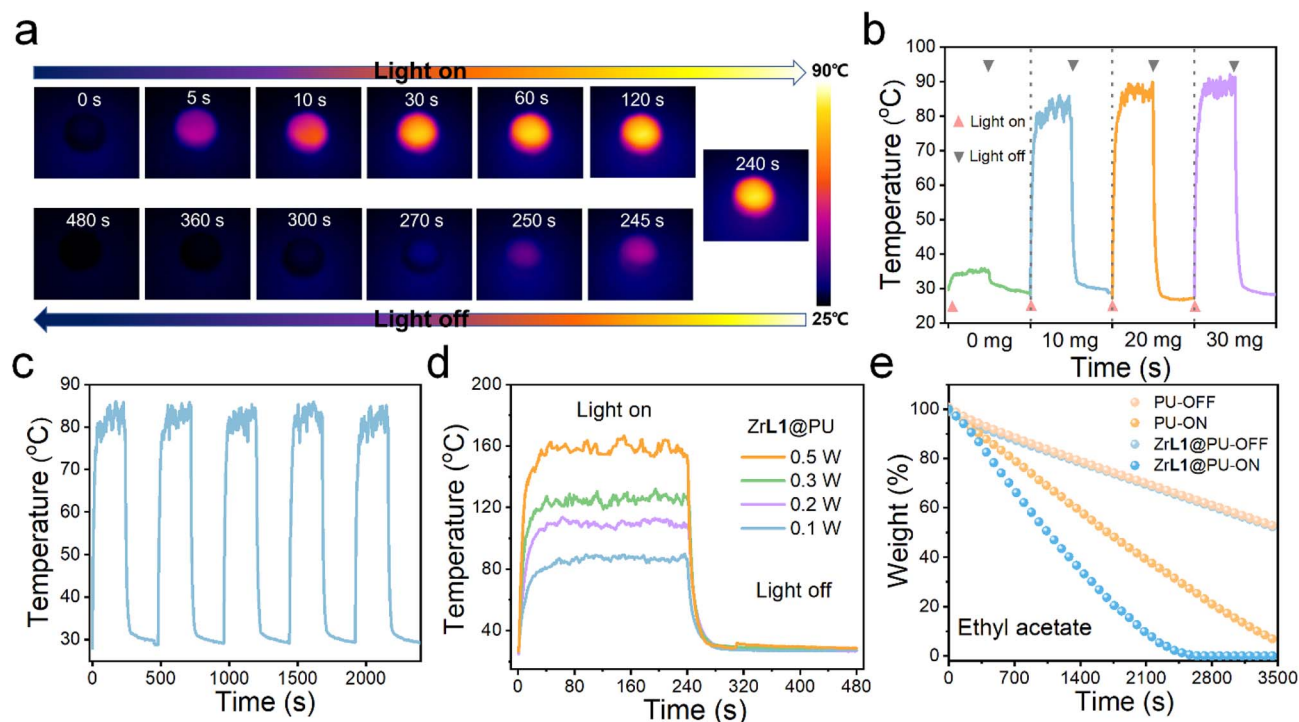 a
Light on
90℃
0 s
5 s
10 s
30 s
60 s
120 s
240 s
480 s
360 s
300 s
270 s
250 s
245 s
Light off
25℃
b
Temperature (°C)
100
90
80
70
60
50
40
30
20
Light on
Light off
0 mg
10 mg
20 mg
30 mg
Time (s)
c
Temperature (°C)
90
80
70
60
50
40
30
0
500
1000
1500
2000
Time (s)
d
Temperature (°C)
200
160
120
80
40
Light on
ZrL1@PU
0.5 W
0.3 W
0.2 W
0.1 W
Light off
0
80
160
240
320
400
480
Time (s)
e
Weight (%)
100
80
60
40
20
0
PU-OFF
PU-ON
ZrL1@PU-OFF
ZrL1@PU-ON
Ethyl acetate
0
700
1400
2100
2800
3500
Time (s)